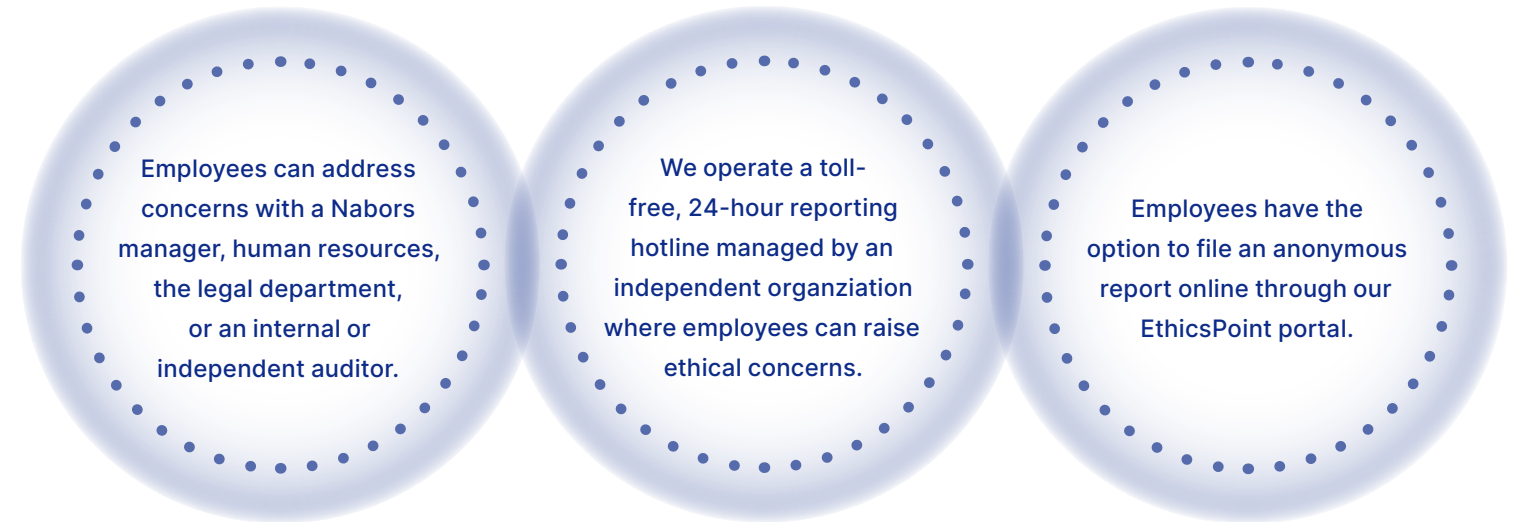 Employees can address
concerns with a Nabors
manager, human resources,
the legal department,
or an internal or
independent auditor.
We operate a toll-
free, 24-hour reporting
hotline managed by an
independent organziation
where employees can raise
ethical concerns.
Employees have the
option to file an anonymous
report online through our
EthicsPoint portal.